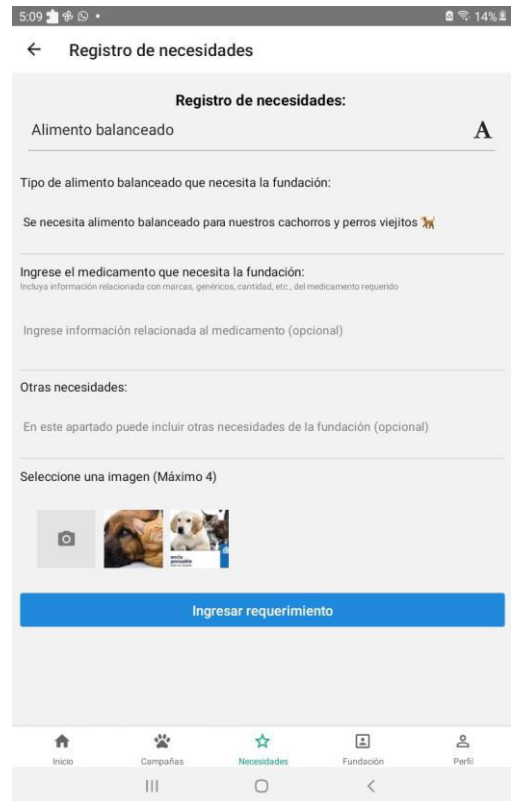 5:09
14%
Registro de necesidades
Registro de necesidades:
Alimento balanceado
A
Tipo de alimento balanceado que necesita la fundación:
Se necesita alimento balanceado para nuestros cachorros y perros viejitos 🐕
Ingrese el medicamento que necesita la fundación:
Incluya información relacionada con marcas, genéricos, cantidad, etc., del medicamento requerido
Ingrese información relacionada al medicamento (opcional)
Otras necesidades:
En este apartado puede incluir otras necesidades de la fundación (opcional)
Seleccione una imagen (Máximo 4)
Ingresar requerimiento
Inicio
Campañas
Necesidades
Fundación
Perfil